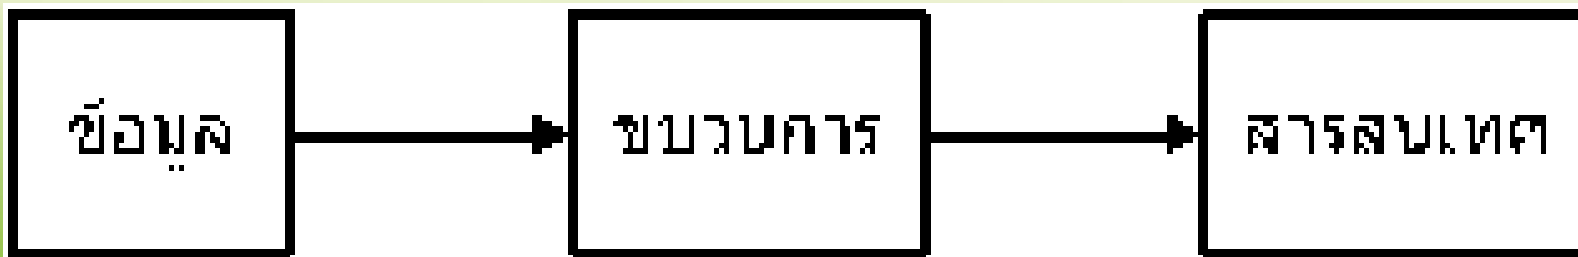 ข้อมูล
ขบวนการ
สารสนเทศ